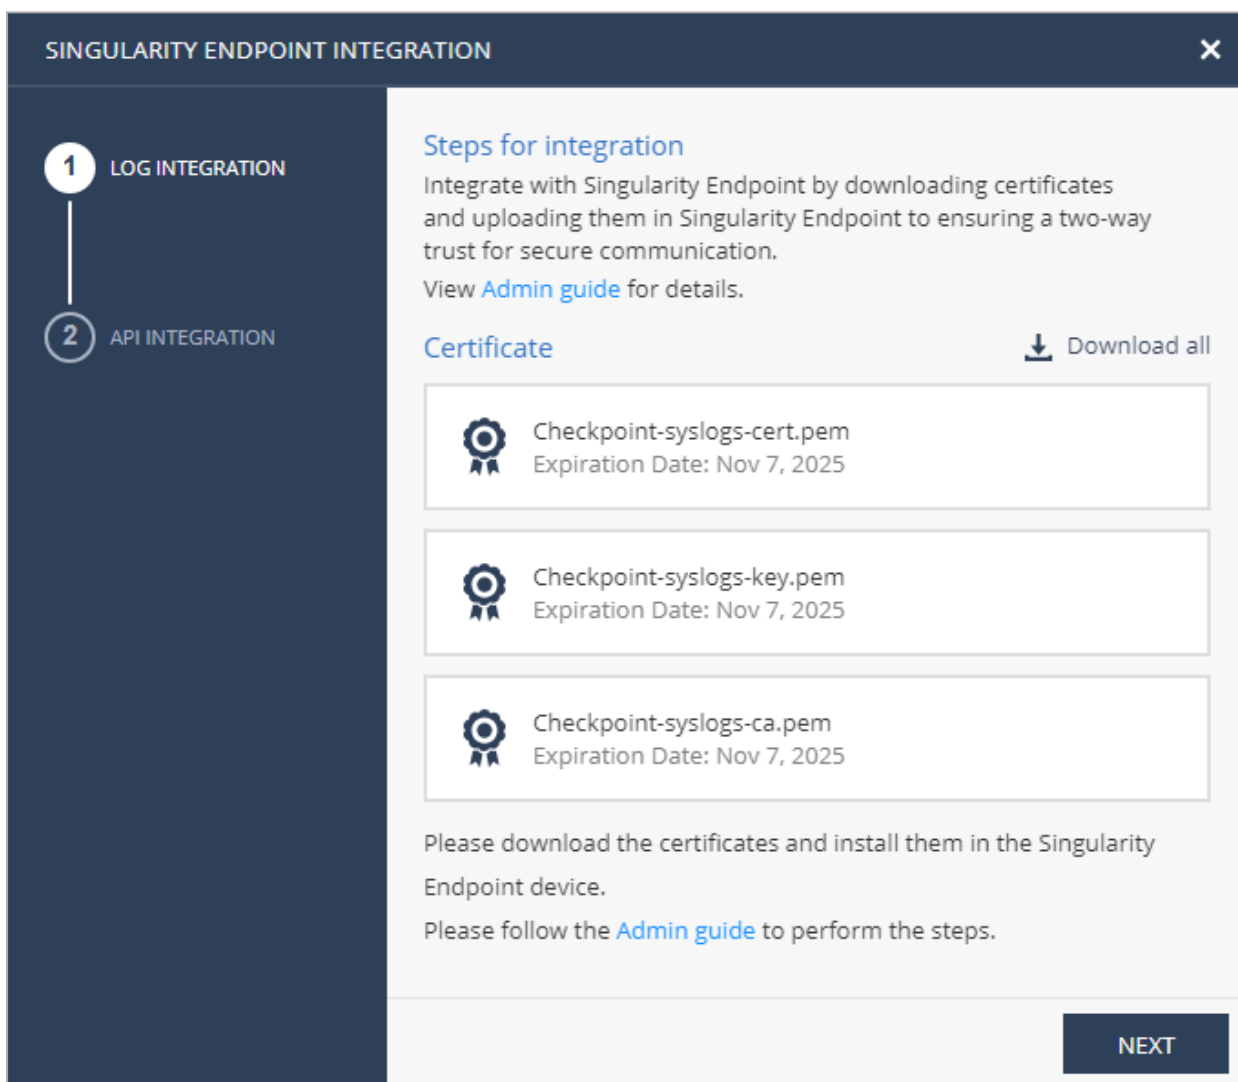 SINGULARITY ENDPOINT INTEGRATION
1 LOG INTEGRATION
2 API INTEGRATION
Steps for integration
Integrate with Singularity Endpoint by downloading certificates
and uploading them in Singularity Endpoint to ensuring a two-way
trust for secure communication.
View Admin guide for details.
Certificate
Download all
Checkpoint-syslogs-cert.pem
Expiration Date: Nov 7, 2025
Checkpoint-syslogs-key.pem
Expiration Date: Nov 7, 2025
Checkpoint-syslogs-ca.pem
Expiration Date: Nov 7, 2025
Please download the certificates and install them in the Singularity
Endpoint device.
Please follow the Admin guide to perform the steps.
NEXT